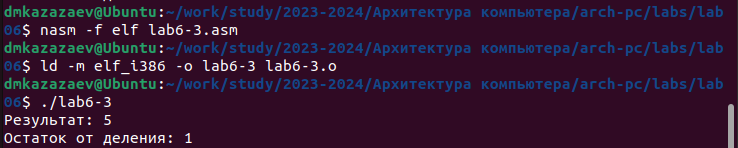 dmkazazaev@Ubuntu:~/work/study/2023-2024/Архитектура компьютера/arch-pc/labs/lab
06$ nasm -f elf lab6-3.asm
dmkazazaev@Ubuntu:~/work/study/2023-2024/Архитектура компьютера/arch-pc/labs/lab
06$ ld -m elf_i386 -o lab6-3 lab6-3.o
dmkazazaev@Ubuntu:~/work/study/2023-2024/Архитектура компьютера/arch-pc/labs/lab
06$ ./lab6-3
Результат: 5
Остаток от деления: 1